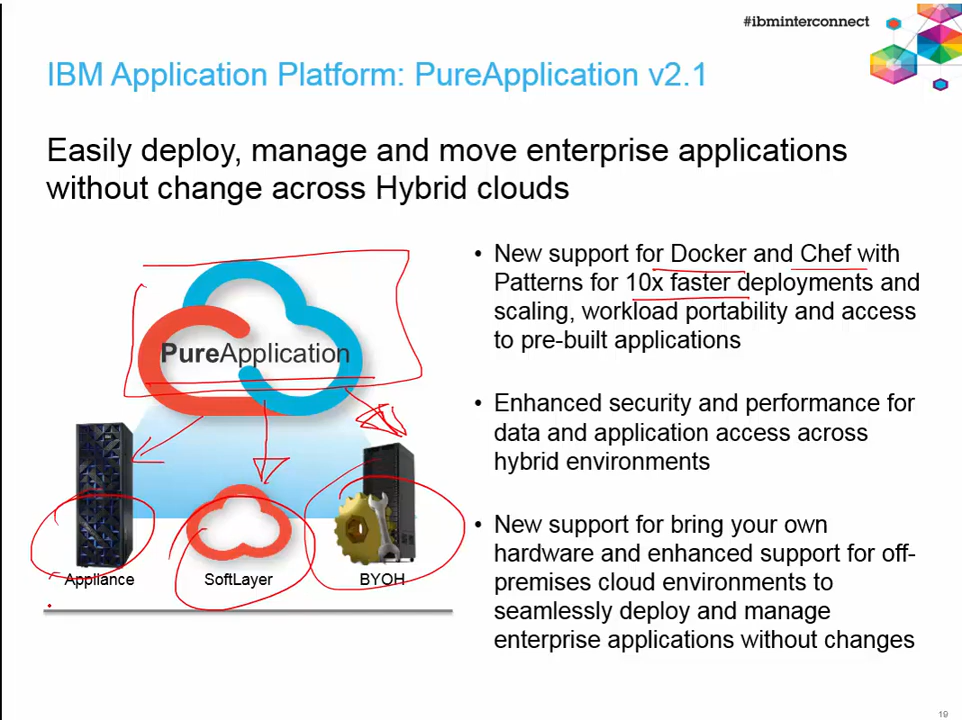 #ibminterconnect
IBM Application Platform: PureApplication v2.1
Easily deploy, manage and move enterprise applications
without change across Hybrid clouds
PureApplication
Appliance
SoftLayer
BYOH
• New support for Docker and Chef with
Patterns for 10x faster deployments and
scaling, workload portability and access
to pre-built applications
• Enhanced security and performance for
data and application access across
hybrid environments
• New support for bring your own
hardware and enhanced support for off-
premises cloud environments to
seamlessly deploy and manage
enterprise applications without changes
19